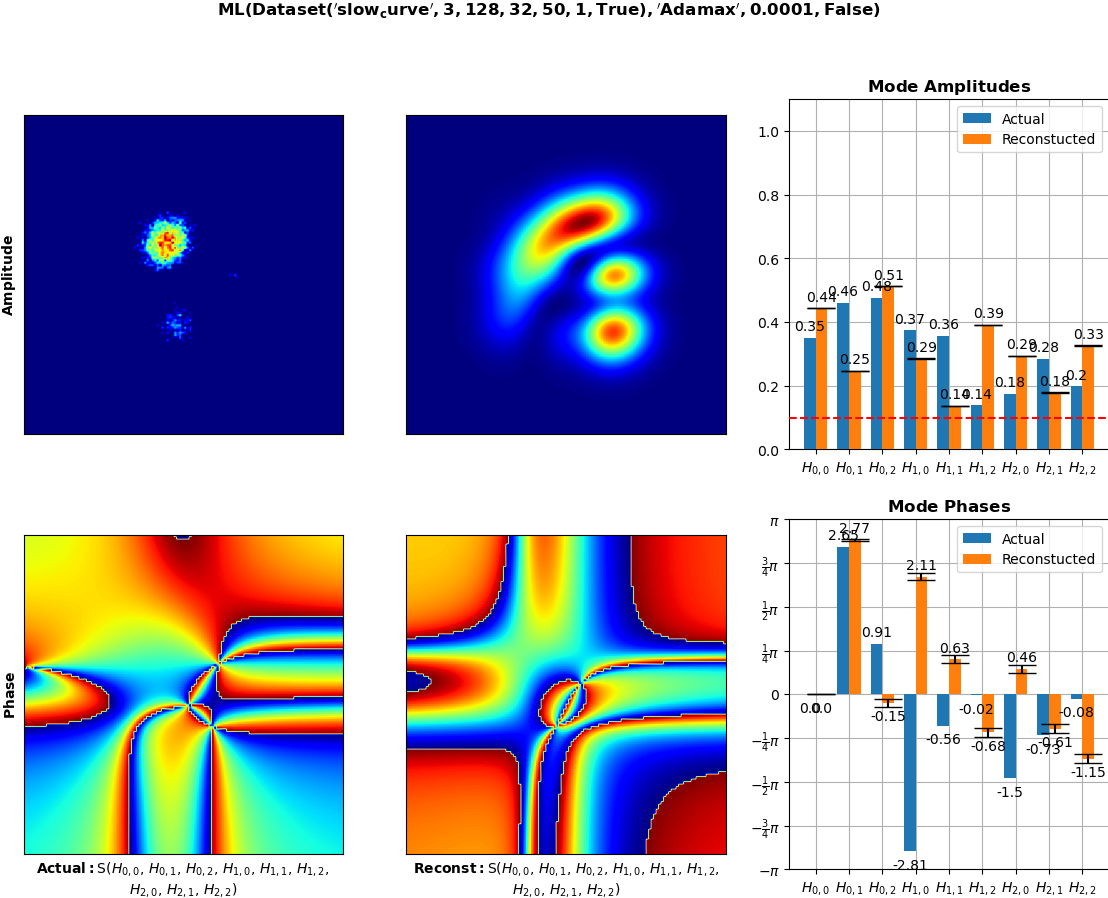 ML(Dataset('slow_curve', 3, 128, 32, 50, 1, True), 'Adamax', 0.0001, False)
Amplitude
Mode Amplitudes
Actual
Reconstucted
1.0
0.8
0.6
0.4
0.2
0.0
0.35
0.44
0.46
0.25
0.48
0.51
0.37
0.29
0.36
0.14
0.14
0.39
0.18
0.29
0.28
0.18
0.2
0.33
H0,0 H0,1 H0,2 H1,0 H1,1 H1,2 H2,0 H2,1 H2,2
Phase
Mode Phases
Actual
Reconstucted
π
3/4π
1/2π
1/4π
0
−1/4π
−1/2π
−3/4π
−π
0.0
0.0
2.65
2.77
0.91
-0.15
-2.81
2.11
-0.56
0.63
-0.02
-0.68
-1.5
0.46
-0.73
-0.61
-0.08
-1.15
H0,0 H0,1 H0,2 H1,0 H1,1 H1,2 H2,0 H2,1 H2,2
Actual: S(H0,0, H0,1, H0,2, H1,0, H1,1, H1,2,
H2,0, H2,1, H2,2)
Reconst: S(H0,0, H0,1, H0,2, H1,0, H1,1, H1,2,
H2,0, H2,1, H2,2)